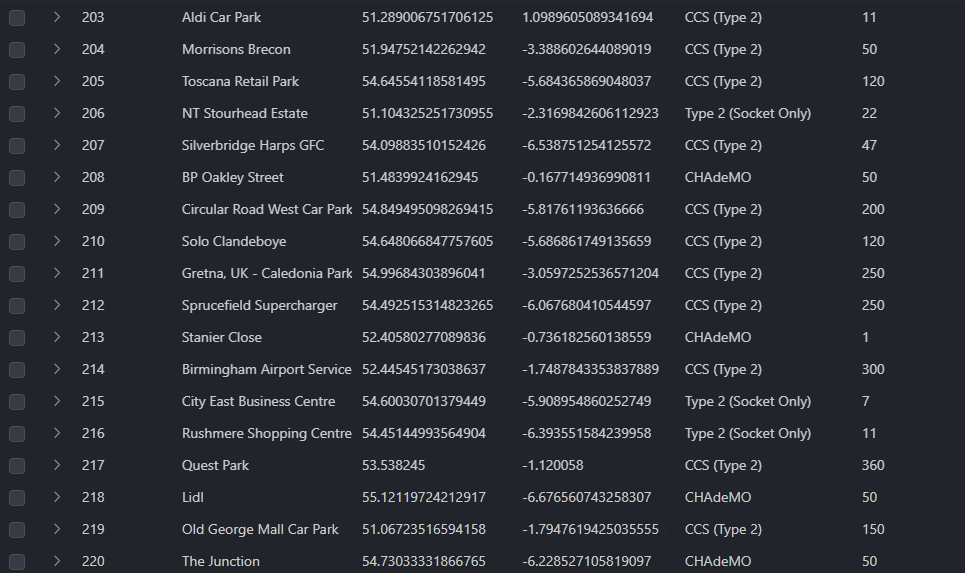 203 Aldi Car Park 51.289006751706125 1.0989605089341694 CCS (Type 2) 11
204 Morrisons Brecon 51.94752142262942 -3.388602644089019 CCS (Type 2) 50
205 Toscana Retail Park 54.64554118581495 -5.684365869048037 CCS (Type 2) 120
206 NT Stourhead Estate 51.104325251730955 -2.3169842606112923 Type 2 (Socket Only) 22
207 Silverbridge Harps GFC 54.09883510152426 -6.538751254125572 CCS (Type 2) 47
208 BP Oakley Street 51.4839924162945 -0.167714936990811 CHAdeMO 50
209 Circular Road West Car Park 54.849495098269415 -5.81761193636666 CCS (Type 2) 200
210 Solo Clandeboye 54.648066847757605 -5.686861749135659 CCS (Type 2) 120
211 Gretna, UK - Caledonia Park 54.99684303896041 -3.0597252536571204 CCS (Type 2) 250
212 Sprucefield Supercharger 54.492515314823265 -6.067680410544597 CCS (Type 2) 250
213 Stanier Close 52.40580277089836 -0.736182560138559 CHAdeMO 1
214 Birmingham Airport Service 52.44545173038637 -1.7487843353837889 CCS (Type 2) 300
215 City East Business Centre 54.60030701379449 -5.908954860252749 Type 2 (Socket Only) 7
216 Rushmere Shopping Centre 54.45144993564904 -6.393551584239958 Type 2 (Socket Only) 11
217 Quest Park 53.538245 -1.120058 CCS (Type 2) 360
218 Lidl 55.12119724212917 -6.676560743258307 CHAdeMO 50
219 Old George Mall Car Park 51.06723516594158 -1.7947619425035555 CCS (Type 2) 150
220 The Junction 54.73033331866765 -6.228527105819097 CHAdeMO 50